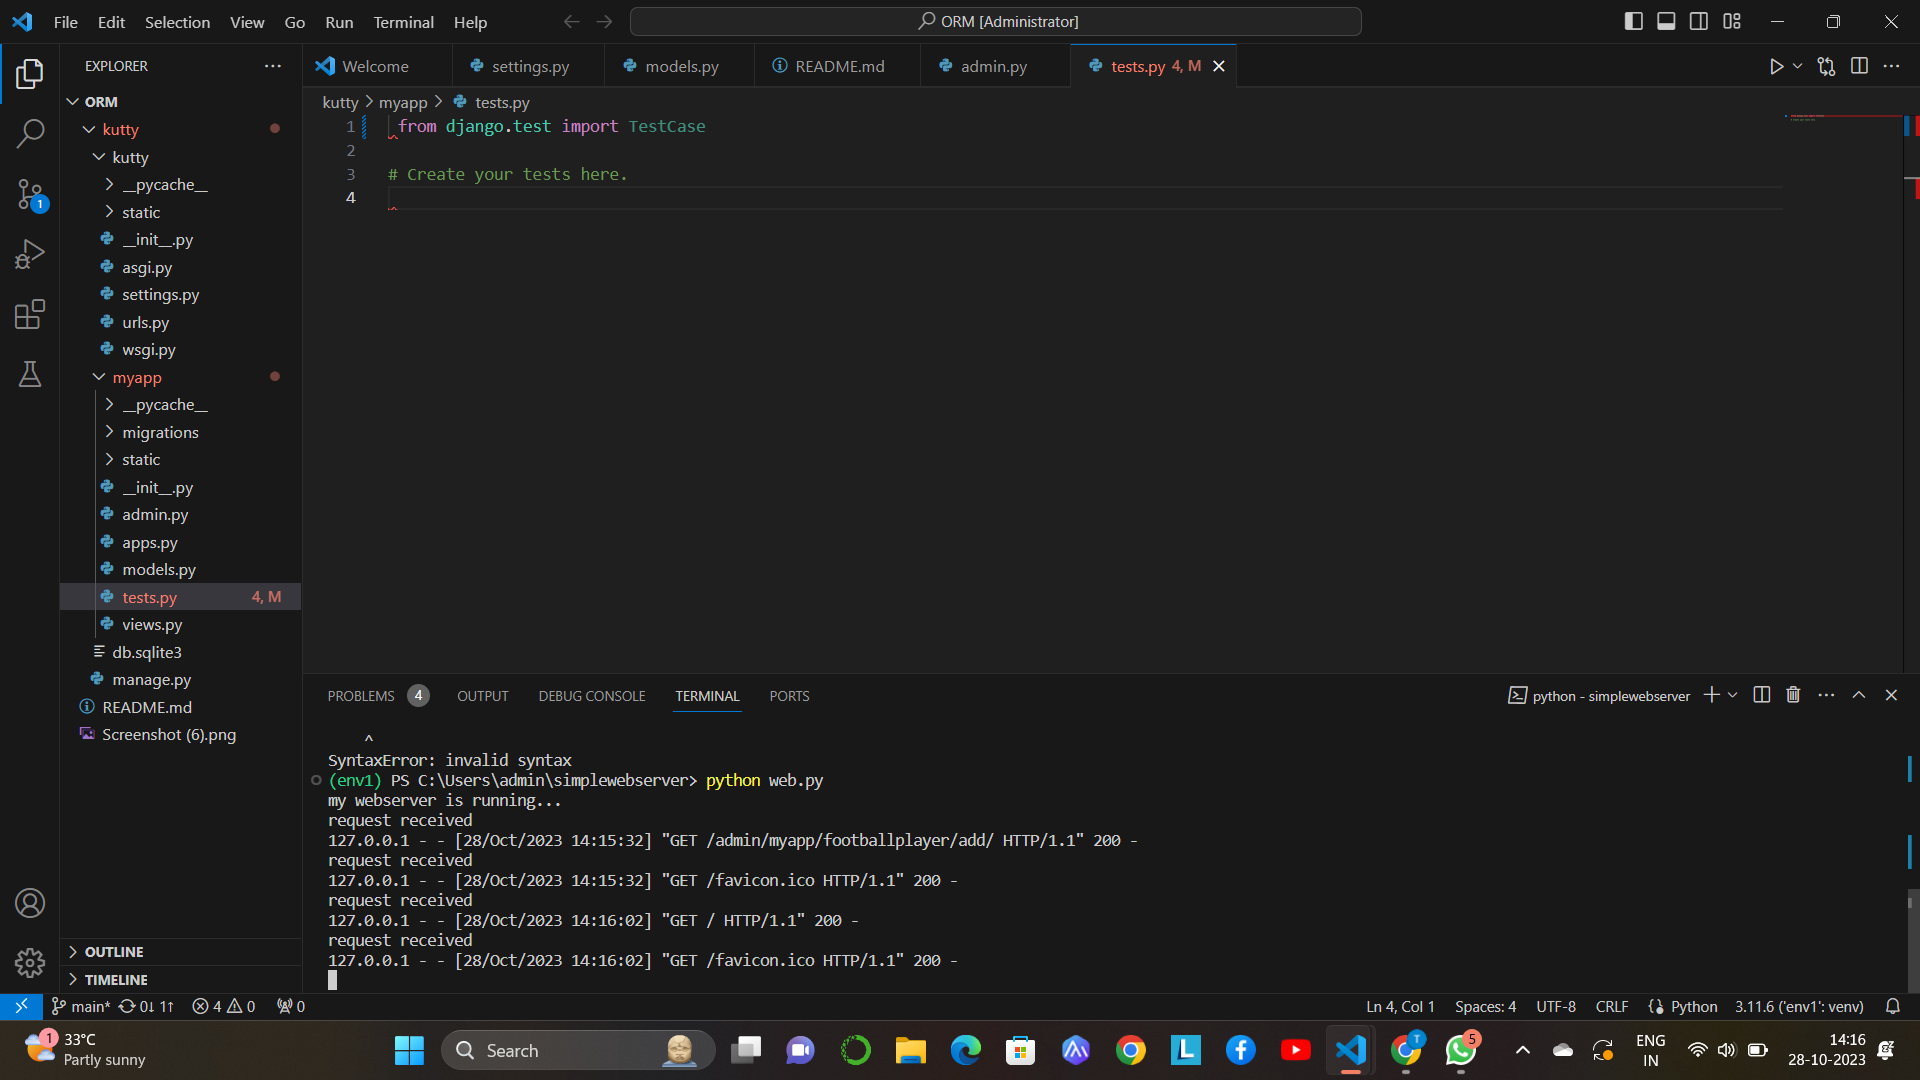 File Edit Selection View Go Run Terminal Help
ORM [Administrator]
EXPLORER
Welcome
settings.py
models.py
README.md
admin.py
tests.py 4, M
ORM
kutty
kutty
__pycache__
static
__init__.py
asgi.py
settings.py
urls.py
wsgi.py
myapp
__pycache__
migrations
static
__init__.py
admin.py
apps.py
models.py
tests.py 4, M
views.py
db.sqlite3
manage.py
README.md
Screenshot (6).png
OUTLINE
TIMELINE
1
kutty > myapp > tests.py
1 from django.test import TestCase
2
3 # Create your tests here.
4
PROBLEMS 4 OUTPUT DEBUG CONSOLE TERMINAL PORTS
python - simplewebserver
^
SyntaxError: invalid syntax
(env1) PS C:\Users\admin\simplewebserver> python web.py
my webserver is running...
request received
127.0.0.1 - - [28/Oct/2023 14:15:32] "GET /admin/myapp/footballplayer/add/ HTTP/1.1" 200 -
request received
127.0.0.1 - - [28/Oct/2023 14:15:32] "GET /favicon.ico HTTP/1.1" 200 -
request received
127.0.0.1 - - [28/Oct/2023 14:16:02] "GET / HTTP/1.1" 200 -
request received
127.0.0.1 - - [28/Oct/2023 14:16:02] "GET /favicon.ico HTTP/1.1" 200 -
main* 0↓ 1↑ 4 0 0
Ln 4, Col 1 Spaces: 4 UTF-8 CRLF Python 3.11.6 ('env1': venv)
1
33°C
Partly sunny
Search
L
T
5
ENG
IN
14:16
28-10-2023